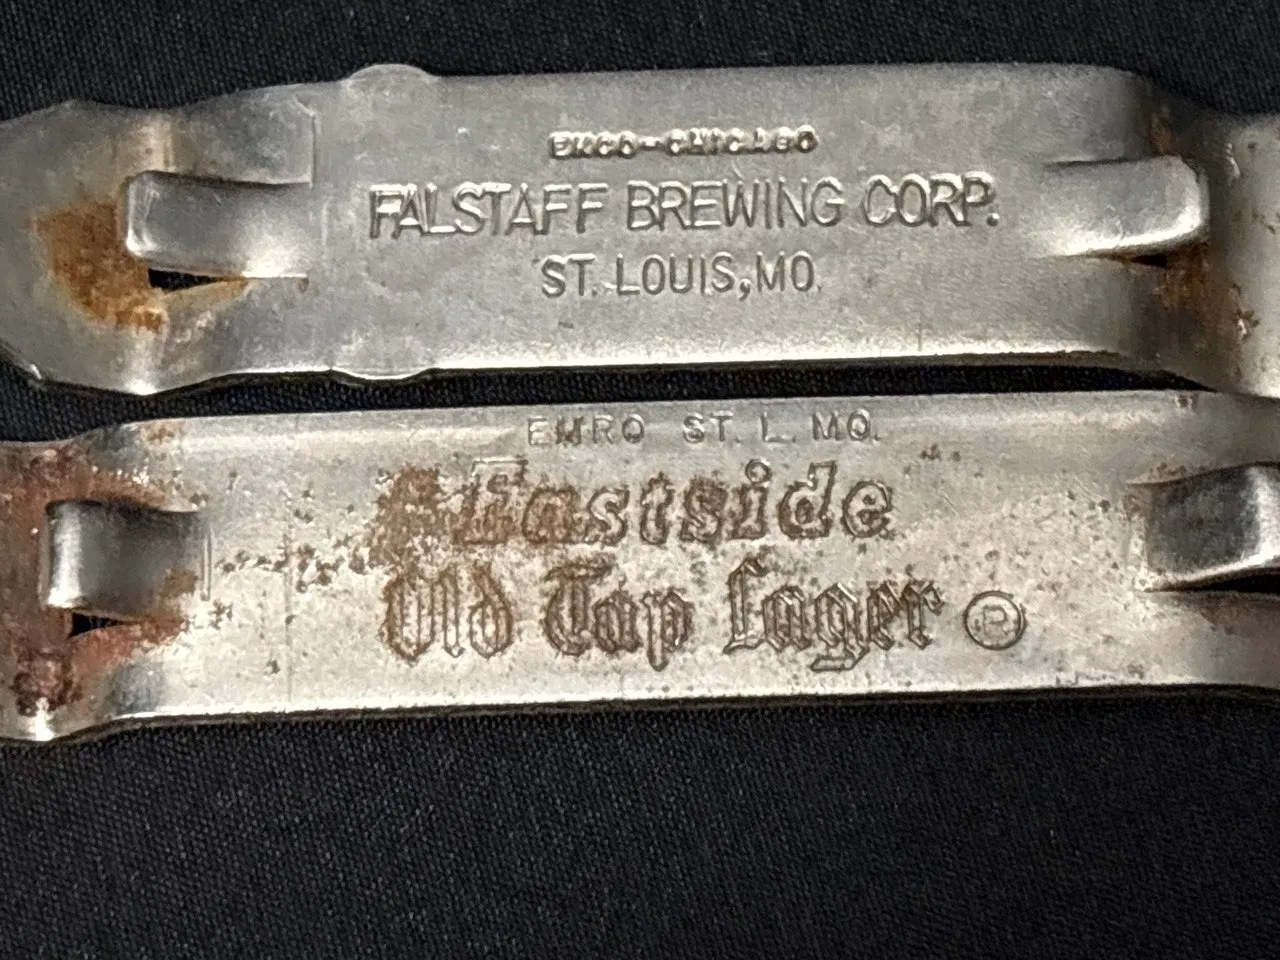 EKCO-CHICAGO
FALSTAFF BREWING CORP.
ST. LOUIS, MO.
EMRO ST. L. MO.
Eastside
Old Tap Lager Ⓟ